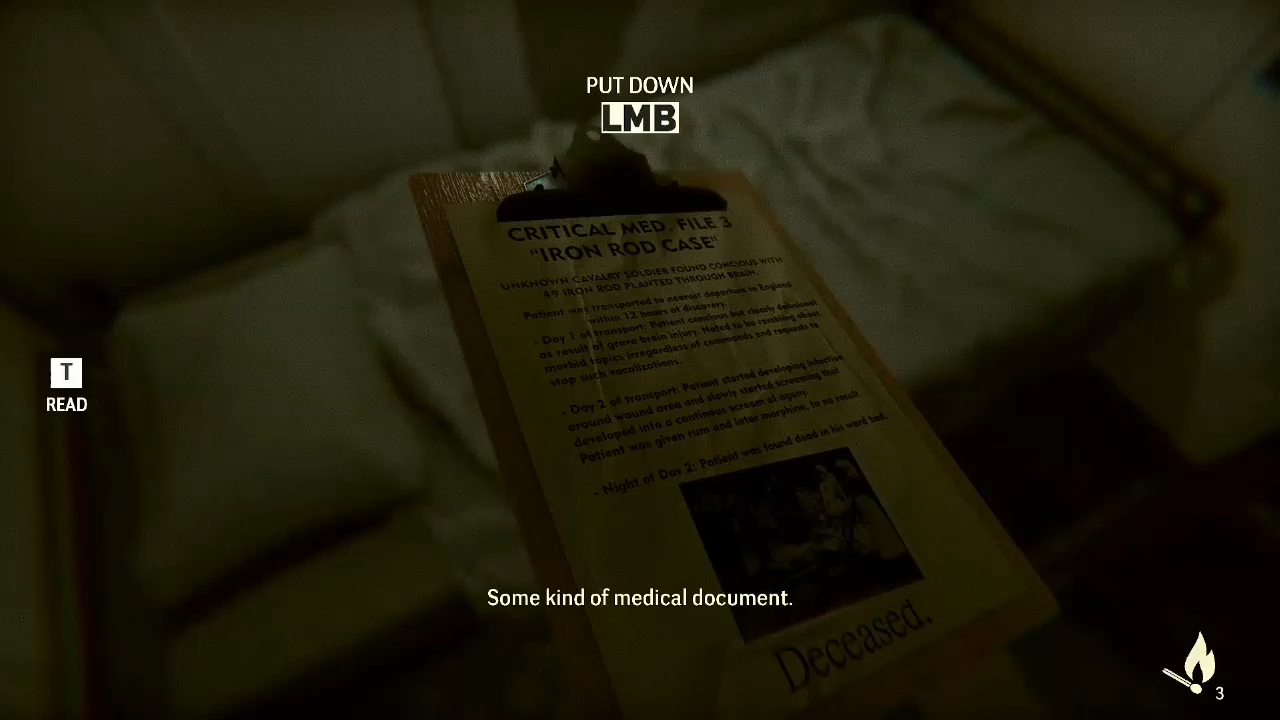 PUT DOWN
LMB
CRITICAL MED. FILE 3
"IRON ROD CASE"
UNKNOWN CAVALRY SOLDIER FOUND CONCIOUS WITH
49 IRON ROD PLANTED THROUGH BRAIN.
Patient was transported to nearest departure to England
within 12 hours of discovery.
- Day 1 of transport: Patient concious but clearly delusional
as result of grave brain injury. Noted to be rambling about
morbid topics irregardless of commands and requests to
stop such vocalizations.
- Day 2 of transport: Patient started developing infection
around wound area and slowly started screaming that
developed into a continous scream of agony.
Patient was given rum and later morphine, to no result.
- Night of Day 2: Patient was found dead in his ward bed.
T
READ
Some kind of medical document.
Deceased.
3